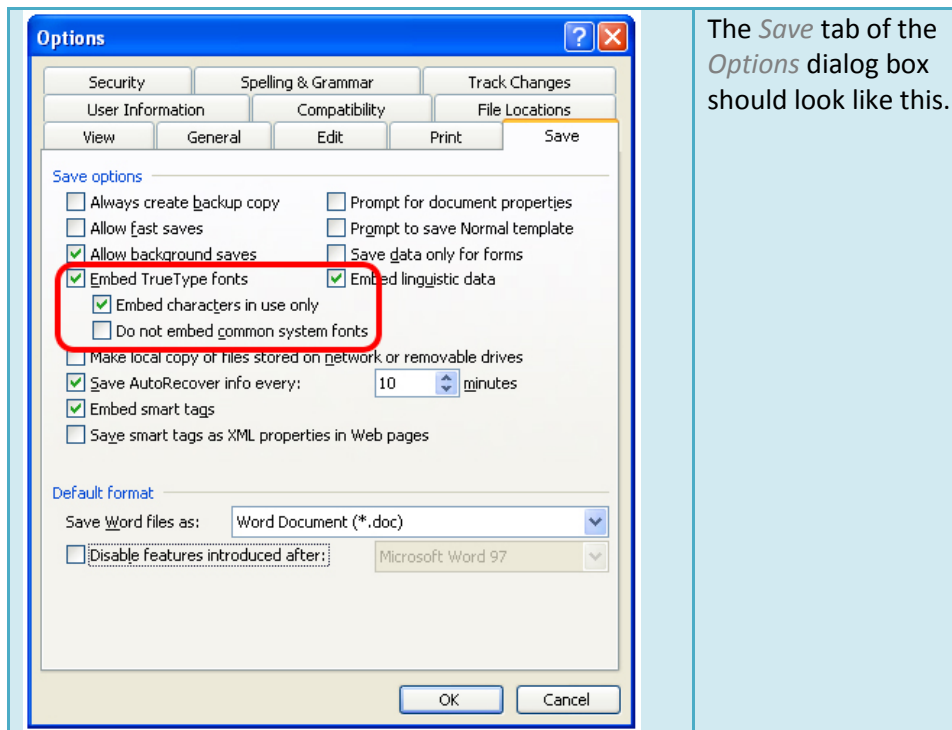 Options
Security Spelling & Grammar Track Changes
User Information Compatibility File Locations
View General Edit Print Save
Save options
Always create backup copy Prompt for document properties
Allow fast saves Prompt to save Normal template
Allow background saves Save data only for forms
Embed TrueType fonts Embed linguistic data
Embed characters in use only
Do not embed common system fonts
Make local copy of files stored on network or removable drives
Save AutoRecover info every: 10 minutes
Embed smart tags
Save smart tags as XML properties in Web pages
Default format
Save Word files as: Word Document (*.doc)
Disable features introduced after: Microsoft Word 97
OK Cancel
The Save tab of the
Options dialog box
should look like this.